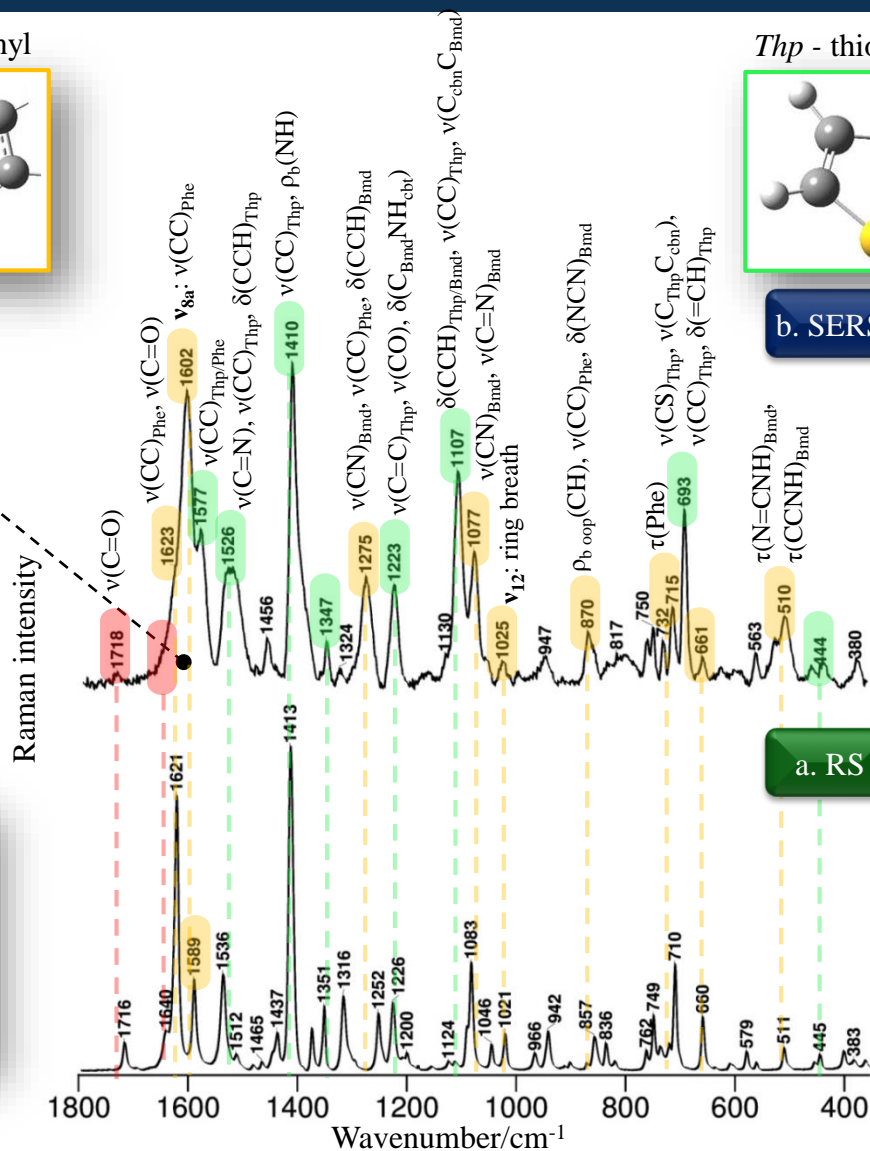 nyl
Thp - thio
b. SERS
a. RS
Raman intensity
ν(C=O)
ν(CC)Phe, ν(C=O)
ν8a: ν(CC)Phe
ν(CC)Thp/Phe
ν(C=N), ν(CC)Thp, δ(CCH)Thp
ν(CC)Thp, ρb(NH)
ν(CN)Bmd, ν(CC)Phe, δ(CCH)Bmd
ν(C=C)Thp, ν(CO), δ(CBmdNHcbt)
δ(CCH)Thp/Bmd, ν(CC)Thp, ν(CcbnCBmd)
ν(CN)Bmd, ν(C=N)Bmd
ν12: ring breath
ρb oop(CH), ν(CC)Phe, δ(NCN)Bmd
τ(Phe)
ν(CS)Thp, ν(CThpCcbn),
ν(CC)Thp, δ(=CH)Thp
τ(N=CNH)Bmd,
τ(CCNH)Bmd
1718
1623
1602
1577
1526
1456
1410
1347
1324
1275
1223
1130
1107
1077
1025
947
870
817
750
732
715
693
661
563
510
444
380
1716
1640
1621
1589
1536
1512
1465
1437
1413
1351
1316
1252
1226
1200
1124
1083
1046
1021
966
942
857
836
762
749
710
660
579
511
445
383
1800 1600 1400 1200 1000 800 600 400
Wavenumber/cm-1